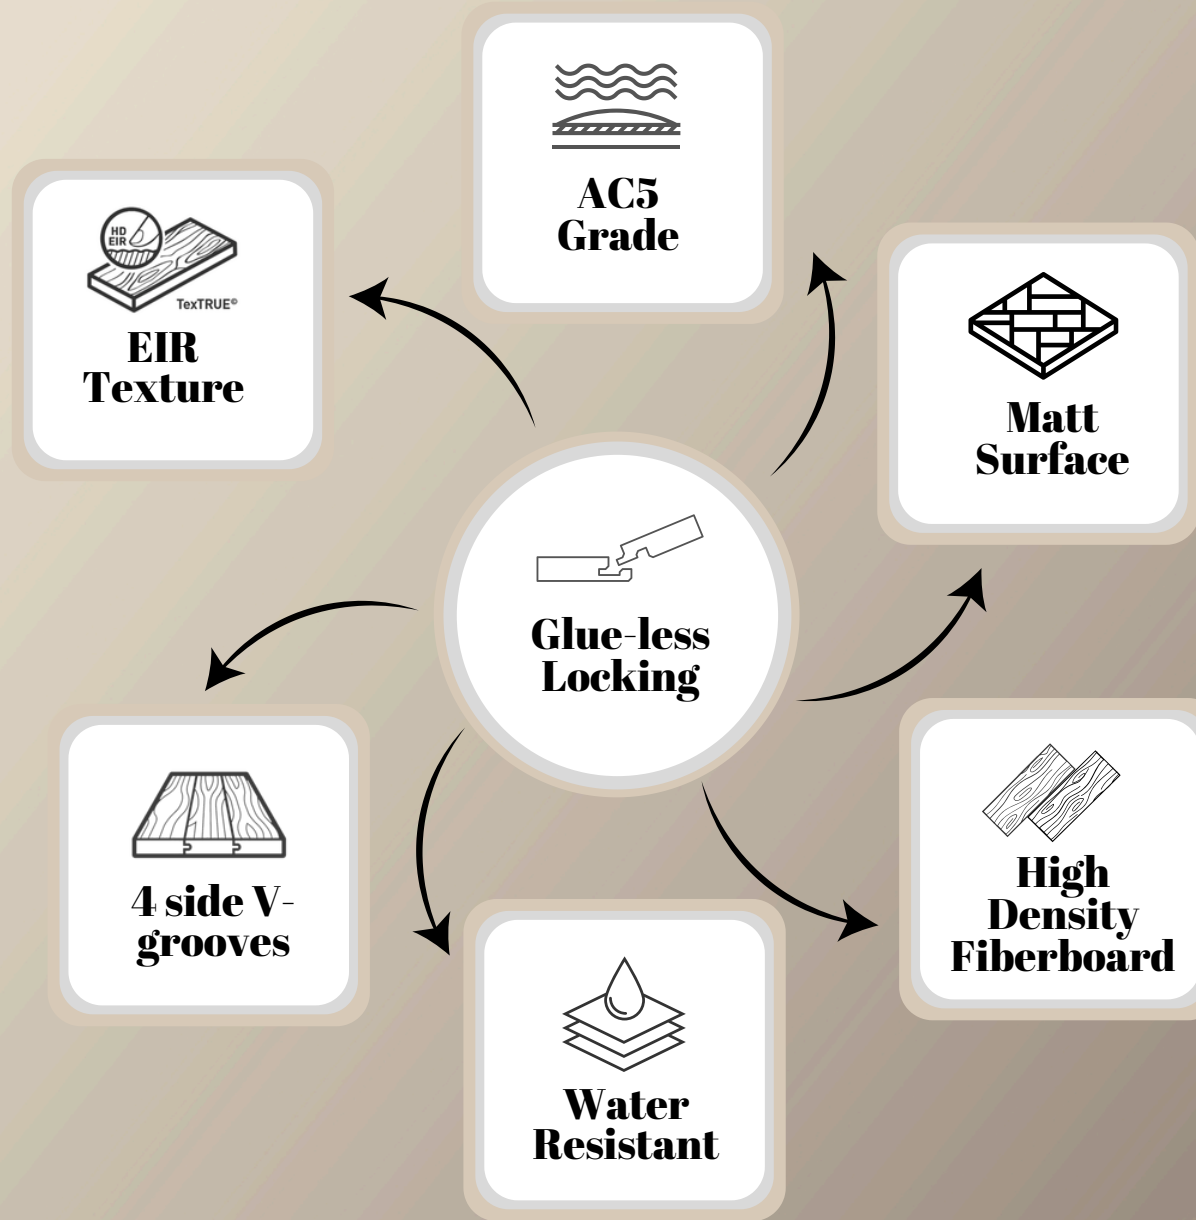 AC5
Grade
HD
EIR
TexTRUE©
EIR
Texture
Matt
Surface
Glue-less
Locking
4 side V-
grooves
High
Density
Fiberboard
Water
Resistant